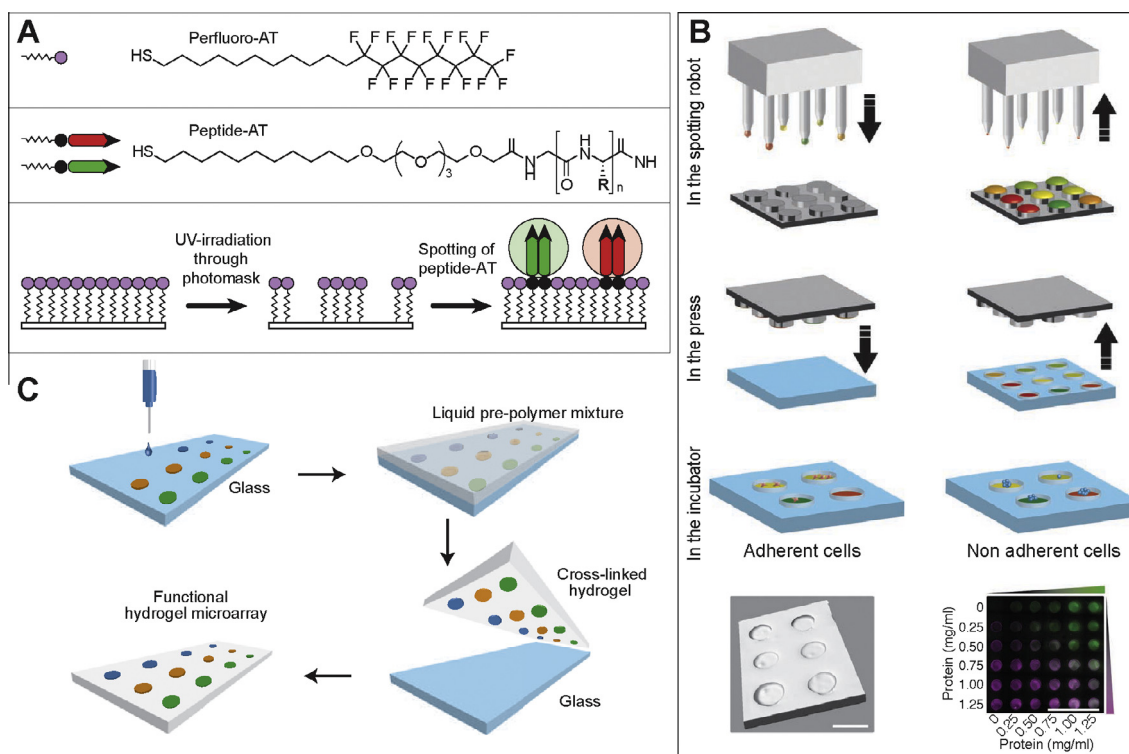 A
Perfluoro-AT
HS
F F F F F F F F
F F F F F F F F F
Peptide-AT
HS
O
O
3
O
O
N
H
O
H
N
R
n
O
NH
UV-irradiation
through
photomask
Spotting of
peptide-AT
B
In the spotting robot
In the press
In the incubator
Adherent cells
Non adherent cells
Protein (mg/ml)
0
0.25
0.50
0.75
1.00
1.25
0 0.25 0.50 0.75 1.00 1.25
Protein (mg/ml)
C
Glass
Liquid pre-polymer mixture
Cross-linked
hydrogel
Glass
Functional
hydrogel microarray